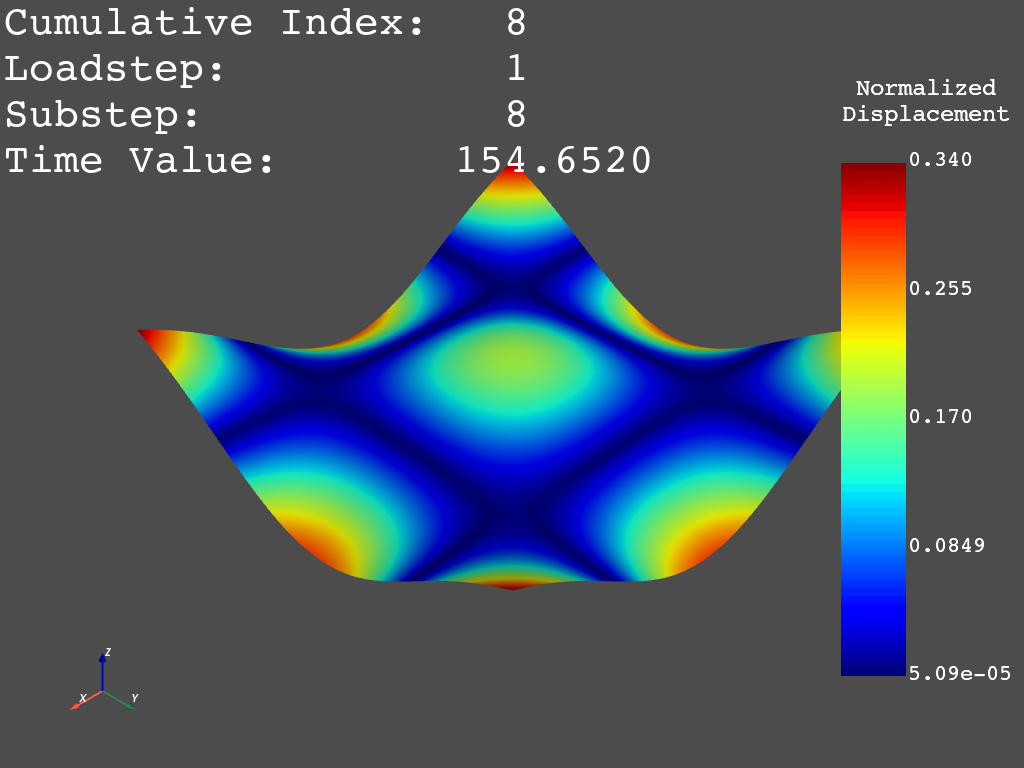 Cumulative Index: 8
Loadstep: 1
Substep: 8
Time Value: 154.6520
Normalized
Displacement
0.340
0.255
0.170
0.0849
5.09e-05
Z
X Y